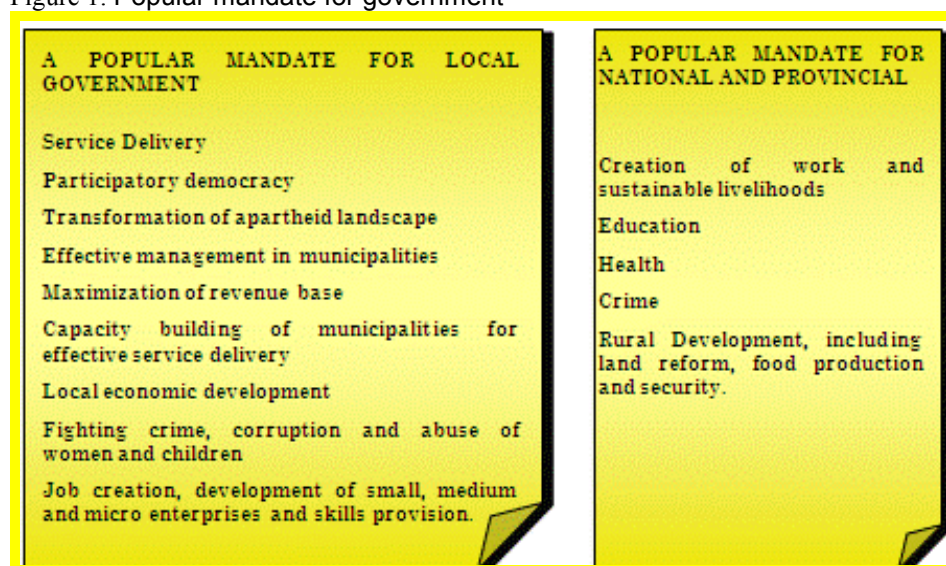 Figure 1: Popular mandate for government
A POPULAR MANDATE FOR LOCAL
GOVERNMENT
Service Delivery
Participatory democracy
Transformation of apartheid landscape
Effective management in municipalities
Maximization of revenue base
Capacity building of municipalities for
effective service delivery
Local economic development
Fighting crime, corruption and abuse of
women and children
Job creation, development of small, medium
and micro enterprises and skills provision.
A POPULAR MANDATE FOR
NATIONAL AND PROVINCIAL
Creation of work and
sustainable livelihoods
Education
Health
Crime
Rural Development, including
land reform, food production
and security.